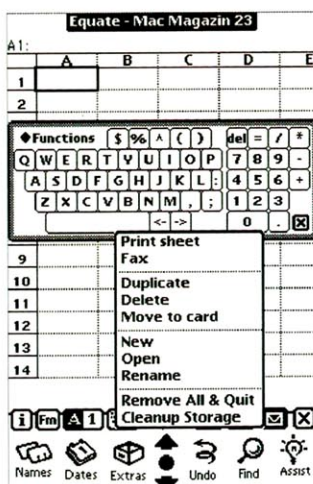 Equate - Mac Magazin 23
A1:
A B C D E
1
2
◆Functions $ % ^ ( ) del = / *
Q W E R T Y U I O P 7 8 9 -
A S D F G H J K L : 4 5 6 +
Z X C V B N M , ; 1 2 3
<- -> 0 .
Print sheet
Fax
9
10
Duplicate
11
Delete
12
Move to card
13
New
14
Open
Rename
Remove All & Quit
Cleanup Storage
i Fm A 1
Names Dates Extras Undo Find Assist